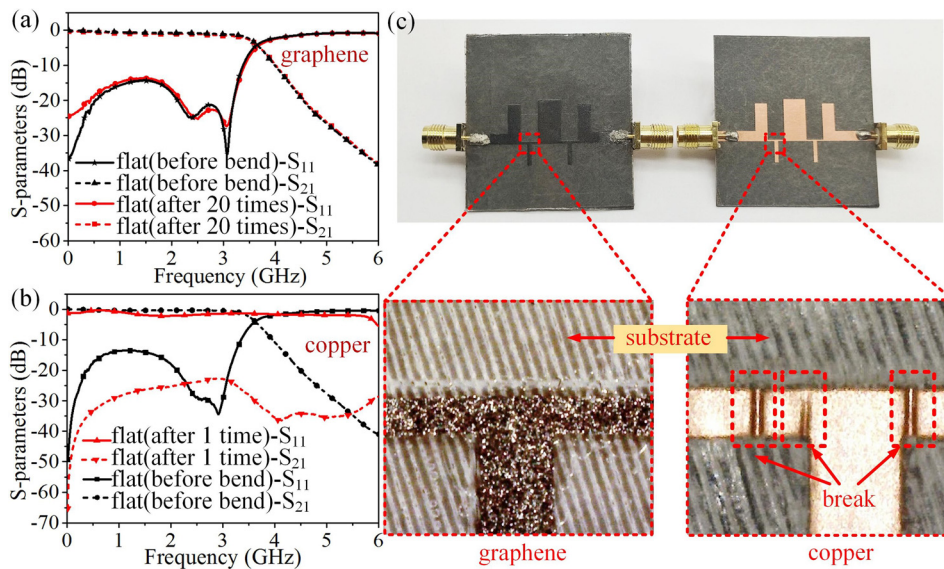 (a)
S-parameters (dB)
0
-10
-20
-30
-40
-50
-60
graphene
flat(before bend)-S₁₁
flat(before bend)-S₂₁
flat(after 20 times)-S₁₁
flat(after 20 times)-S₂₁
0 1 2 3 4 5 6
Frequency (GHz)
(b)
S-parameters (dB)
0
-10
-20
-30
-40
-50
-60
-70
copper
flat(after 1 time)-S₁₁
flat(after 1 time)-S₂₁
flat(before bend)-S₁₁
flat(before bend)-S₂₁
0 1 2 3 4 5 6
Frequency (GHz)
(c)
substrate
break
graphene
copper